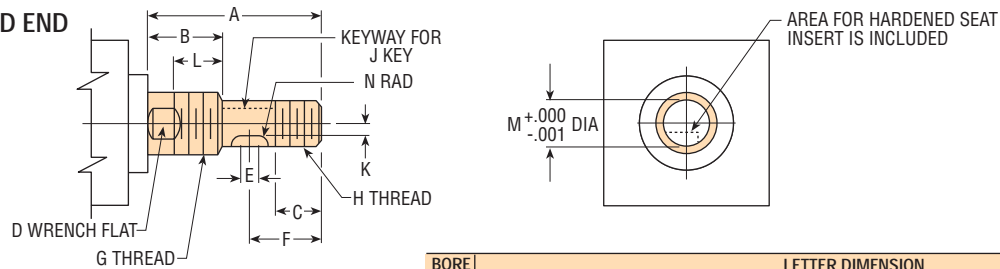 D END
A
B
L
KEYWAY FOR
J KEY
N RAD
K
E
H THREAD
C
F
D WRENCH FLAT
G THREAD
AREA FOR HARDENED SEAT
INSERT IS INCLUDED
M +.000 DIA
-.001
BORE
LETTER DIMENSION